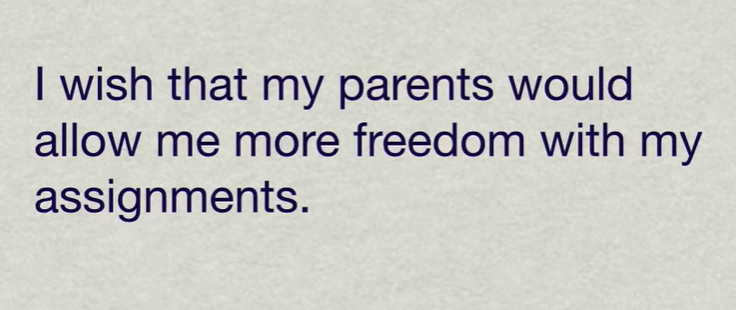 I wish that my parents would
allow me more freedom with my
assignments.